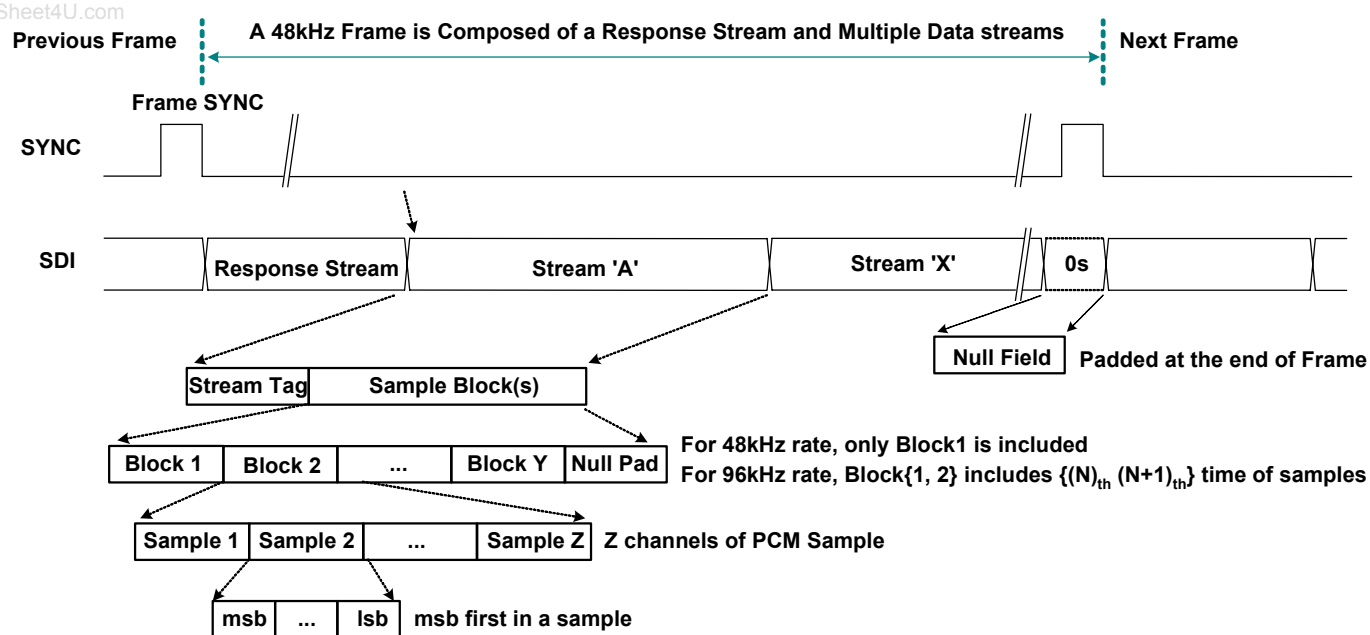 Sheet4U.com
Previous Frame
A 48kHz Frame is Composed of a Response Stream and Multiple Data streams
Next Frame
Frame SYNC
SYNC
SDI
Response Stream
Stream 'A'
Stream 'X'
0s
Null Field
Padded at the end of Frame
Stream Tag
Sample Block(s)
Block 1
Block 2
...
Block Y
Null Pad
For 48kHz rate, only Block1 is included
For 96kHz rate, Block{1, 2} includes {(N)th (N+1)th} time of samples
Sample 1
Sample 2
...
Sample Z
Z channels of PCM Sample
msb
...
lsb
msb first in a sample